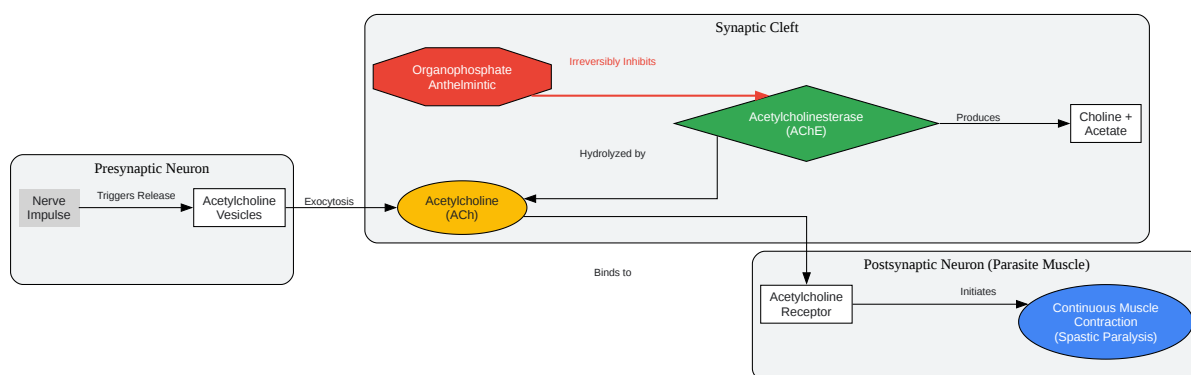 Synaptic Cleft
Organophosphate
Anthelmintic
Irreversibly Inhibits
Acetylcholinesterase
(AChE)
Produces
Choline +
Acetate
Hydrolyzed by
Presynaptic Neuron
Nerve
Impulse
Triggers Release
Acetylcholine
Vesicles
Exocytosis
Acetylcholine
(ACh)
Binds to
Postsynaptic Neuron (Parasite Muscle)
Acetylcholine
Receptor
Initiates
Continuous Muscle
Contraction
(Spastic Paralysis)